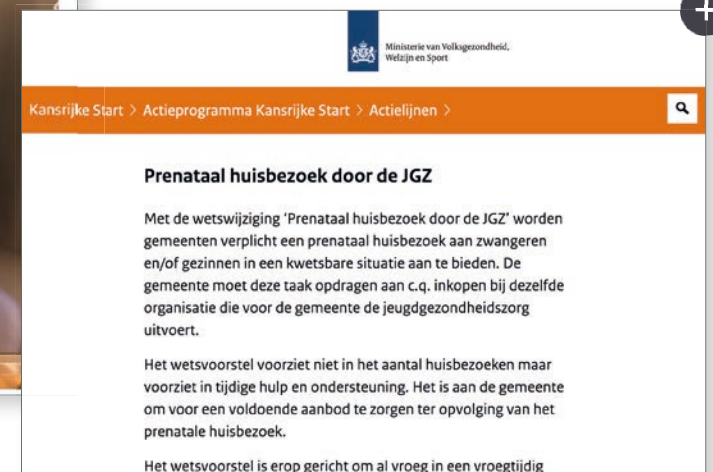 Ministerie van Volksgezondheid,
Welzijn en Sport
Kansrijke Start > Actieprogramma Kansrijke Start > Actielijnen >
Prenataal huisbezoek door de JGZ
Met de wetswijziging ‘Prenataal huisbezoek door de JGZ’ worden
gemeenten verplicht een prenataal huisbezoek aan zwangeren
en/of gezinnen in een kwetsbare situatie aan te bieden. De
gemeente moet deze taak opdragen aan c.q. inkopen bij dezelfde
organisatie die voor de gemeente de jeugdgezondheidszorg
uitvoert.
Het wetsvoorstel voorziet niet in het aantal huisbezoeken maar
voorziet in tijdige hulp en ondersteuning. Het is aan de gemeente
om voor een voldoende aanbod te zorgen ter opvolging van het
prenatale huisbezoek.
Het wetsvoorstel is erop gericht om al vroeg in een vroegtijdig